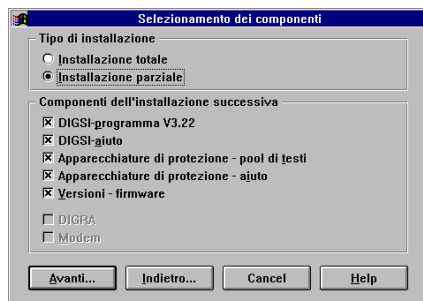 Selezionamento dei componenti
Tipo di installazione
Installazione totale
Installazione parziale
Componenti dell'installazione successiva
DIGSI-programma V3.22
DIGSI-aiuto
Apparecchiature di protezione - pool di testi
Apparecchiature di protezione - aiuto
Versioni - firmware
DIGRA
Modem
Avanti... Indietro... Cancel Help